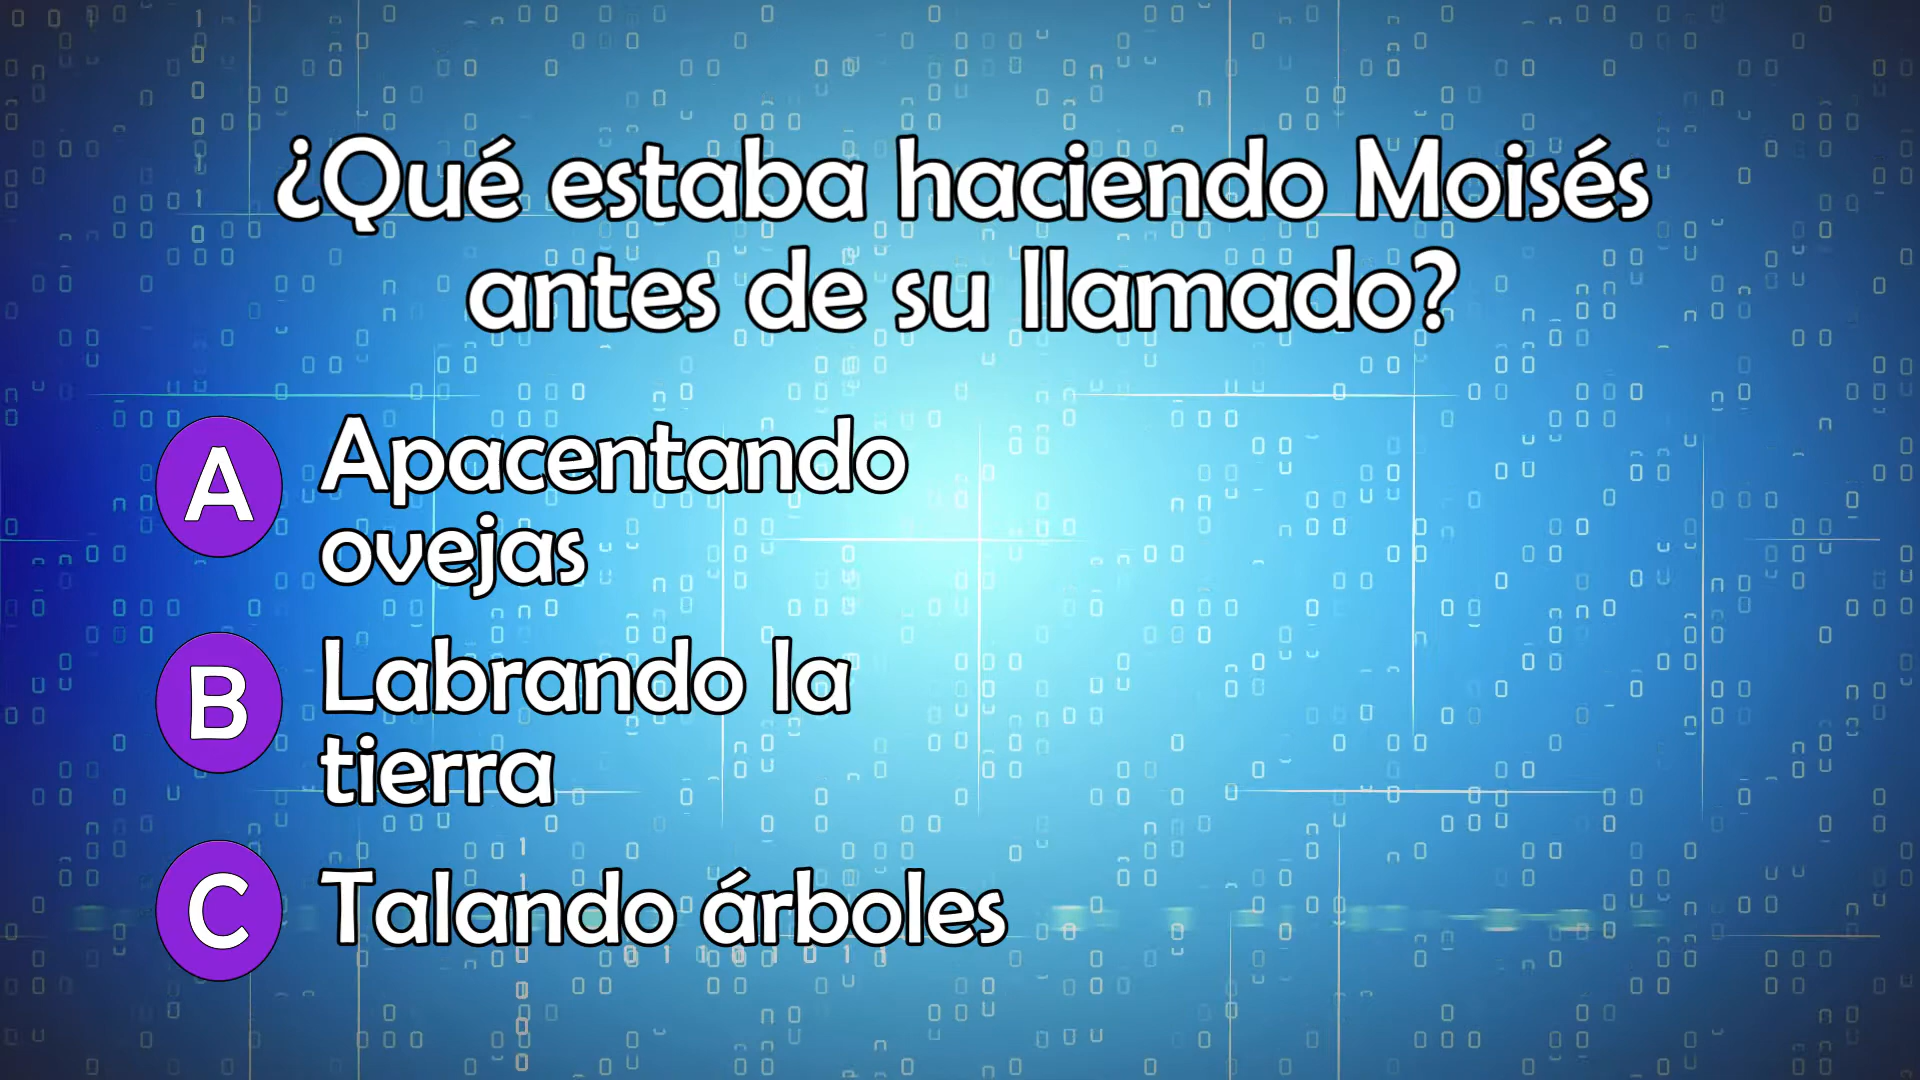 ¿Qué estaba haciendo Moisés
antes de su llamado?
A Apacentando
ovejas
B Labrando la
tierra
C Talando árboles